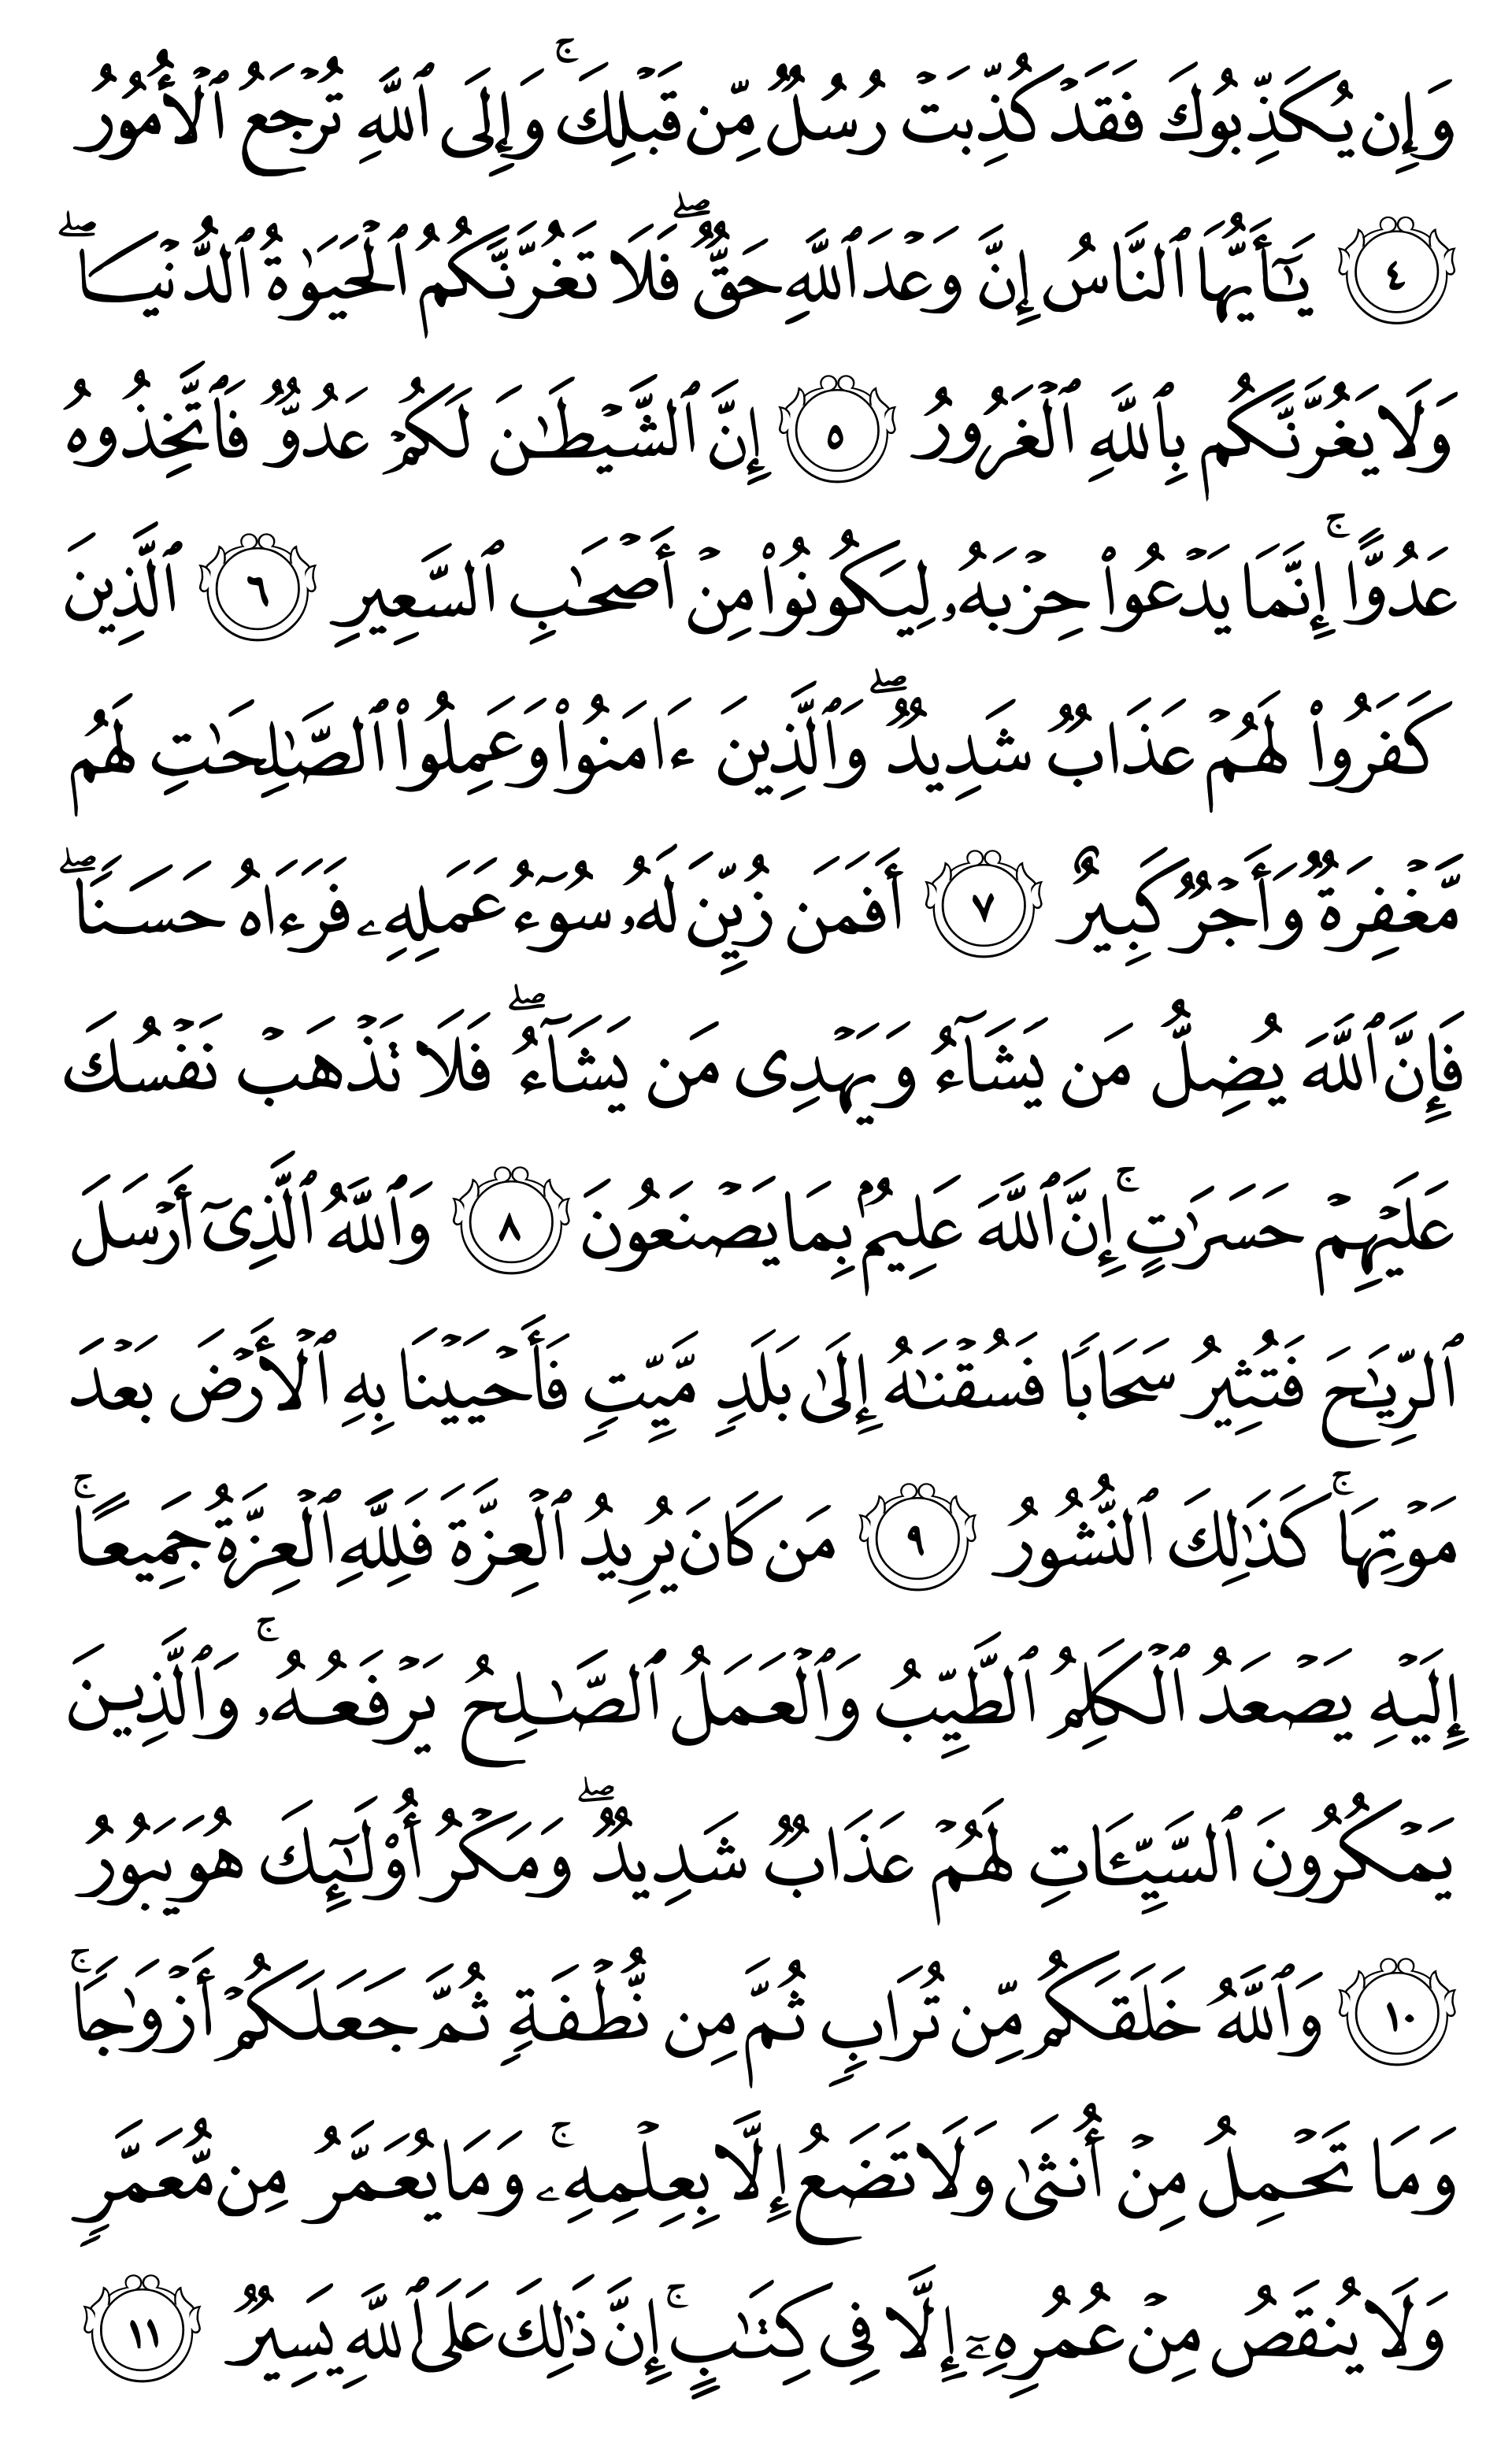 وَإِن يُكَذِّبُوكَ فَقَدْ كُذِّبَتْ رُسُلٌ مِّن قَبْلِكَ ۚ وَإِلَى ٱللَّهِ تُرْجَعُ ٱلْأُمُورُ
٤ يَـٰٓأَيُّهَا ٱلنَّاسُ إِنَّ وَعْدَ ٱللَّهِ حَقٌّ ۖ فَلَا تَغُرَّنَّكُمُ ٱلْحَيَوٰةُ ٱلدُّنْيَا ۖ
وَلَا يَغُرَّنَّكُم بِٱللَّهِ ٱلْغَرُورُ ٥ إِنَّ ٱلشَّيْطَـٰنَ لَكُمْ عَدُوٌّ فَٱتَّخِذُوهُ
عَدُوًّا ۚ إِنَّمَا يَدْعُوا۟ حِزْبَهُۥ لِيَكُونُوا۟ مِنْ أَصْحَـٰبِ ٱلسَّعِيرِ ٦ ٱلَّذِينَ
كَفَرُوا۟ لَهُمْ عَذَابٌ شَدِيدٌ ۖ وَٱلَّذِينَ ءَامَنُوا۟ وَعَمِلُوا۟ ٱلصَّـٰلِحَـٰتِ لَهُم
مَّغْفِرَةٌ وَأَجْرٌ كَبِيرٌ ٧ أَفَمَن زُيِّنَ لَهُۥ سُوٓءُ عَمَلِهِۦ فَرَءَاهُ حَسَنًا ۖ
فَإِنَّ ٱللَّهَ يُضِلُّ مَن يَشَآءُ وَيَهْدِى مَن يَشَآءُ ۖ فَلَا تَذْهَبْ نَفْسُكَ
عَلَيْهِمْ حَسَرَٰتٍ ۚ إِنَّ ٱللَّهَ عَلِيمٌۢ بِمَا يَصْنَعُونَ ٨ وَٱللَّهُ ٱلَّذِىٓ أَرْسَلَ
ٱلرِّيَـٰحَ فَتُثِيرُ سَحَابًا فَسُقْنَـٰهُ إِلَىٰ بَلَدٍ مَّيِّتٍ فَأَحْيَيْنَا بِهِ ٱلْأَرْضَ بَعْدَ
مَوْتِهَا ۚ كَذَٰلِكَ ٱلنُّشُورُ ٩ مَن كَانَ يُرِيدُ ٱلْعِزَّةَ فَلِلَّهِ ٱلْعِزَّةُ جَمِيعًا ۚ
إِلَيْهِ يَصْعَدُ ٱلْكَلِمُ ٱلطَّيِّبُ وَٱلْعَمَلُ ٱلصَّـٰلِحُ يَرْفَعُهُۥ ۚ وَٱلَّذِينَ
يَمْكُرُونَ ٱلسَّيِّـَٔاتِ لَهُمْ عَذَابٌ شَدِيدٌ ۖ وَمَكْرُ أُو۟لَـٰٓئِكَ هُوَ يَبُورُ
١٠ وَٱللَّهُ خَلَقَكُم مِّن تُرَابٍ ثُمَّ مِن نُّطْفَةٍ ثُمَّ جَعَلَكُمْ أَزْوَٰجًا ۚ
وَمَا تَحْمِلُ مِنْ أُنثَىٰ وَلَا تَضَعُ إِلَّا بِعِلْمِهِۦ ۚ وَمَا يُعَمَّرُ مِن مُّعَمَّرٍ
وَلَا يُنقَصُ مِنْ عُمُرِهِۦٓ إِلَّا فِى كِتَـٰبٍ ۚ إِنَّ ذَٰلِكَ عَلَى ٱللَّهِ يَسِيرٌ ١١